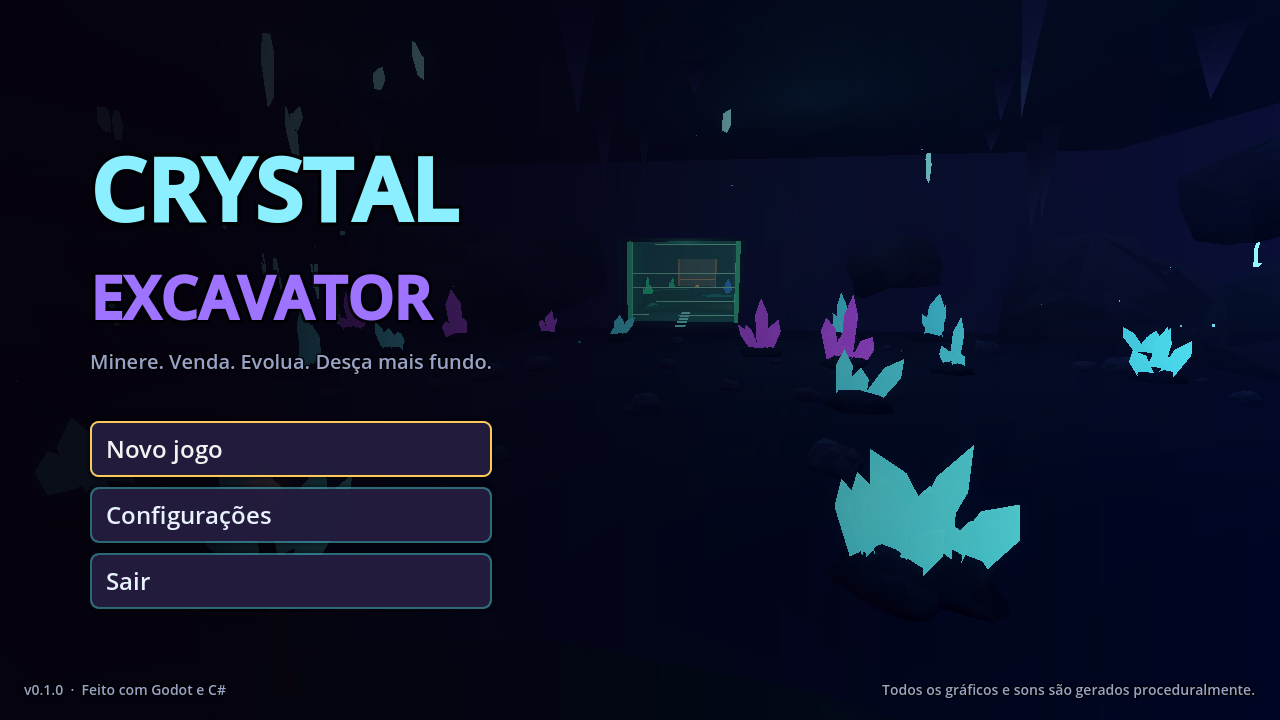 CRYSTAL
EXCAVATOR
Minere. Venda. Evolua. Desça mais fundo.
Novo jogo
Configurações
Sair
v0.1.0 · Feito com Godot e C#
Todos os gráficos e sons são gerados proceduralmente.